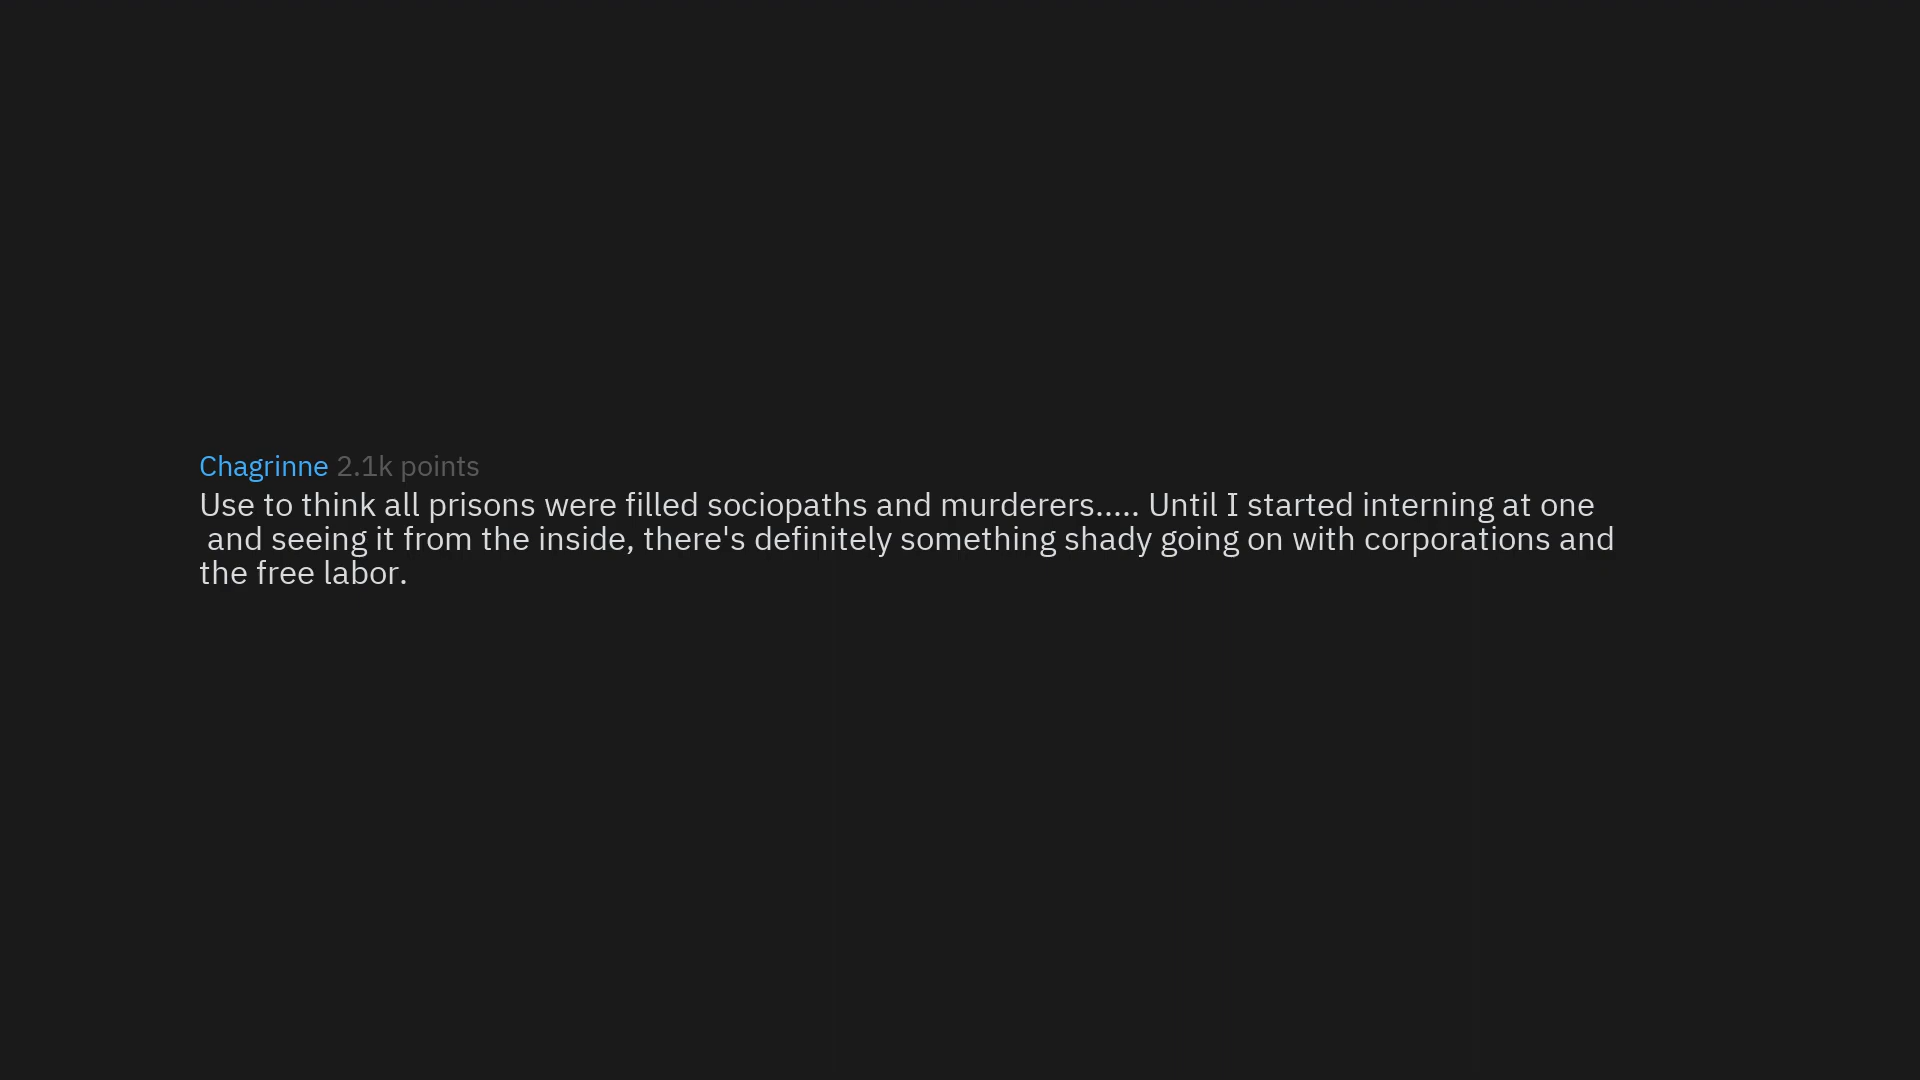 Chagrinne 2.1k points
Use to think all prisons were filled sociopaths and murderers..... Until I started interning at one
and seeing it from the inside, there's definitely something shady going on with corporations and
the free labor.